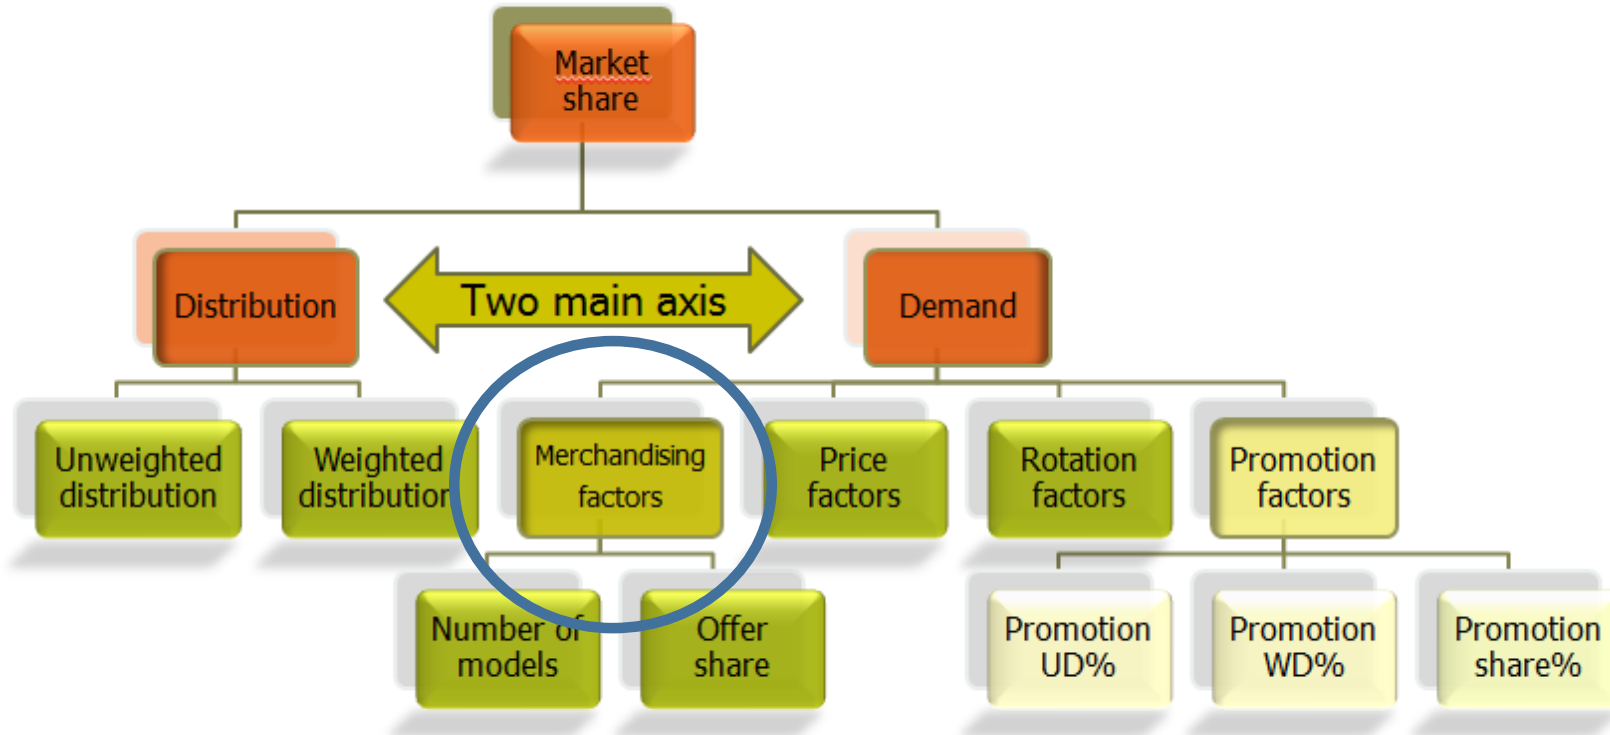 Market
share
Distribution
Two main axis
Demand
Unweighted
distribution
Weighted
distribution
Merchandising
factors
Price
factors
Rotation
factors
Promotion
factors
Number of
models
Offer
share
Promotion
UD%
Promotion
WD%
Promotion
share%